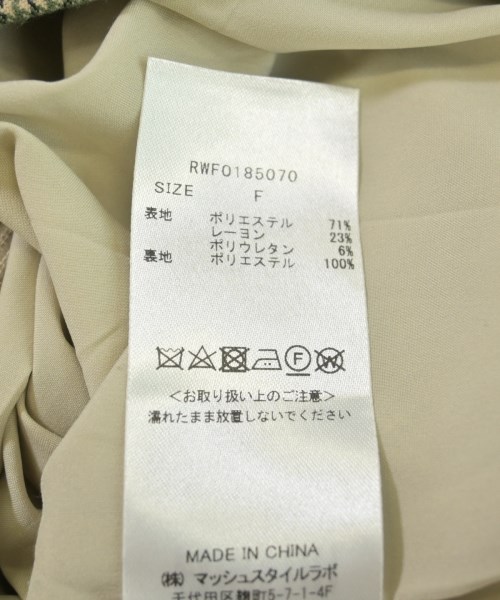 RWFO185070
SIZE F
表地 ポリエステル 71%
レーヨン 23%
ポリウレタン 6%
裏地 ポリエステル 100%
F W
<お取り扱い上のご注意>
濡れたまま放置しないでください
MADE IN CHINA
(株) マッシュスタイルラボ
千代田区麹町5-7-1-4F